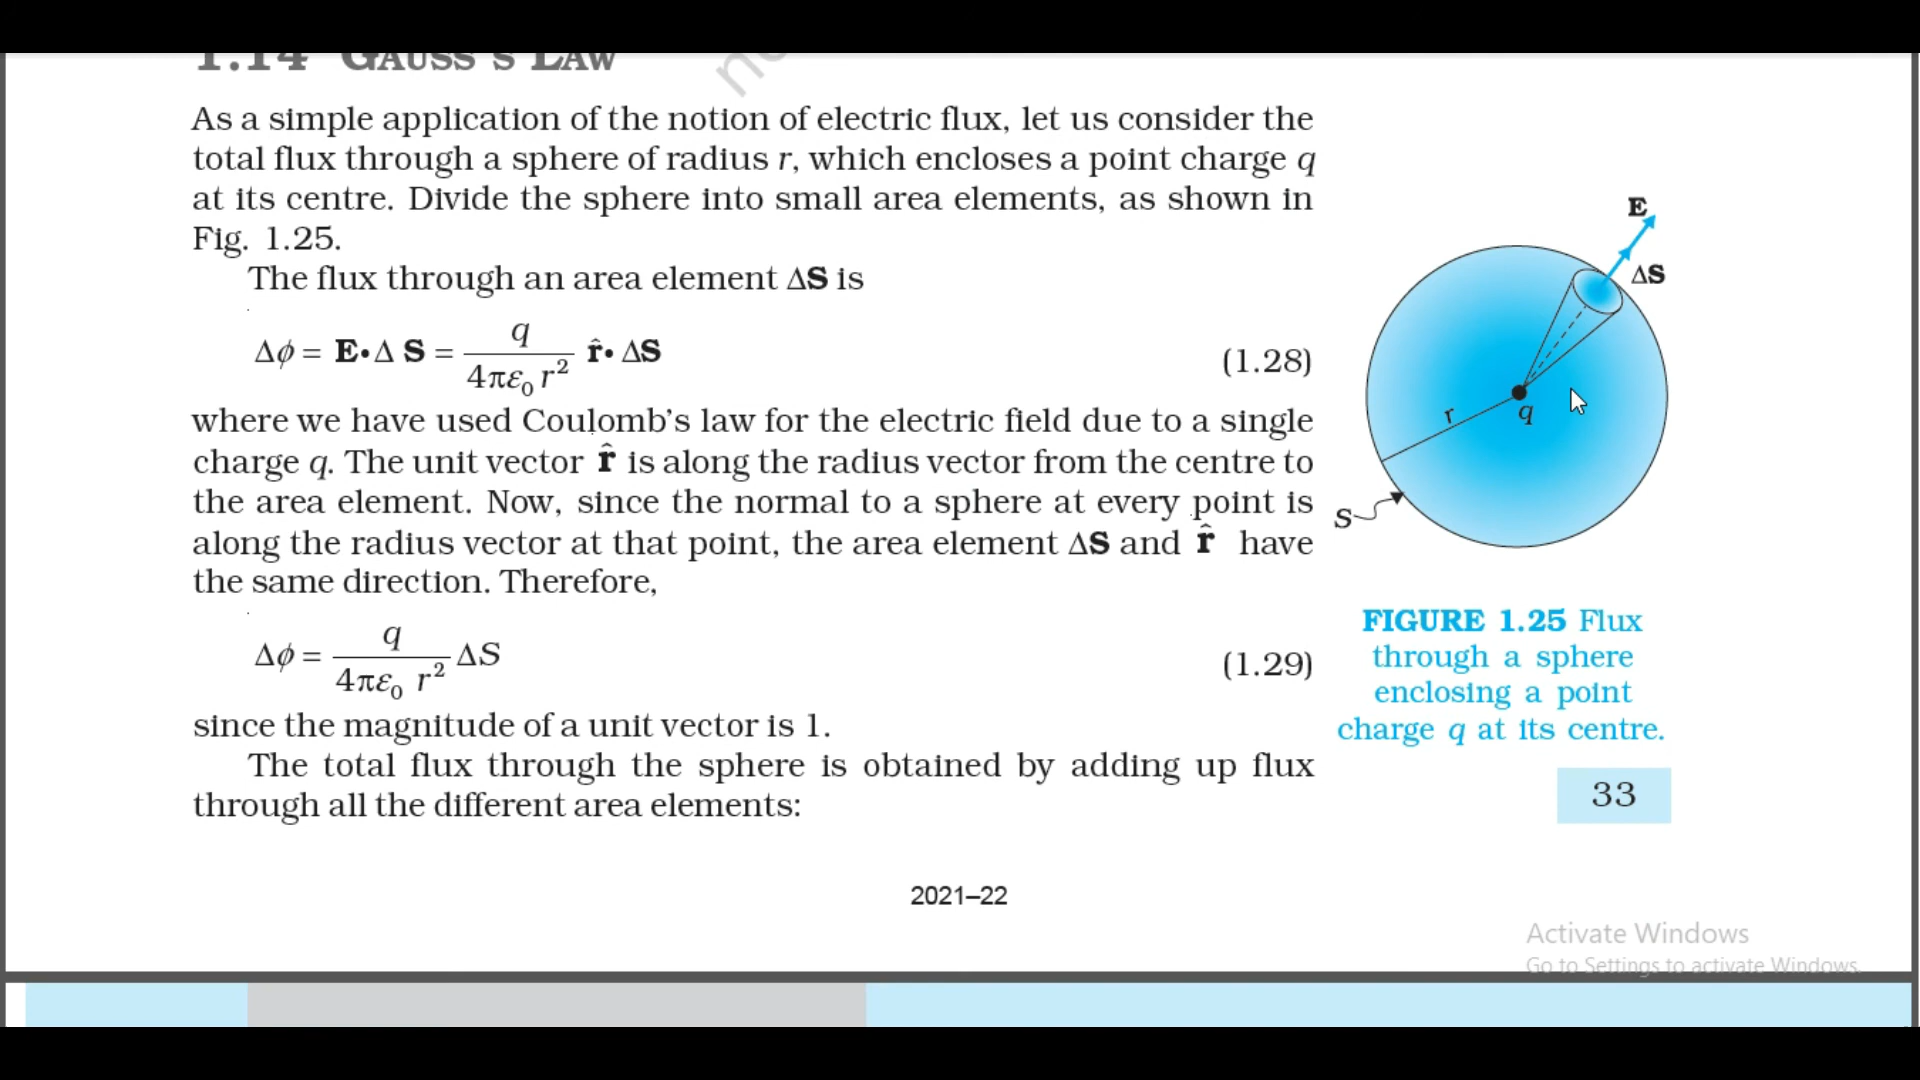 1.14 GAUSS'S LAW
As a simple application of the notion of electric flux, let us consider the
total flux through a sphere of radius r, which encloses a point charge q
at its centre. Divide the sphere into small area elements, as shown in
Fig. 1.25.
The flux through an area element ΔS is
Δϕ = E•Δ S = q / 4πε₀ r² r̂• ΔS (1.28)
where we have used Coulomb's law for the electric field due to a single
charge q. The unit vector r̂ is along the radius vector from the centre to
the area element. Now, since the normal to a sphere at every point is
along the radius vector at that point, the area element ΔS and r̂ have
the same direction. Therefore,
Δϕ = q / 4πε₀ r² ΔS (1.29)
since the magnitude of a unit vector is 1.
The total flux through the sphere is obtained by adding up flux
through all the different area elements:
E
ΔS
r
q
S
FIGURE 1.25 Flux
through a sphere
enclosing a point
charge q at its centre.
33
2021–22
Activate Windows
Go to Settings to activate Windows.